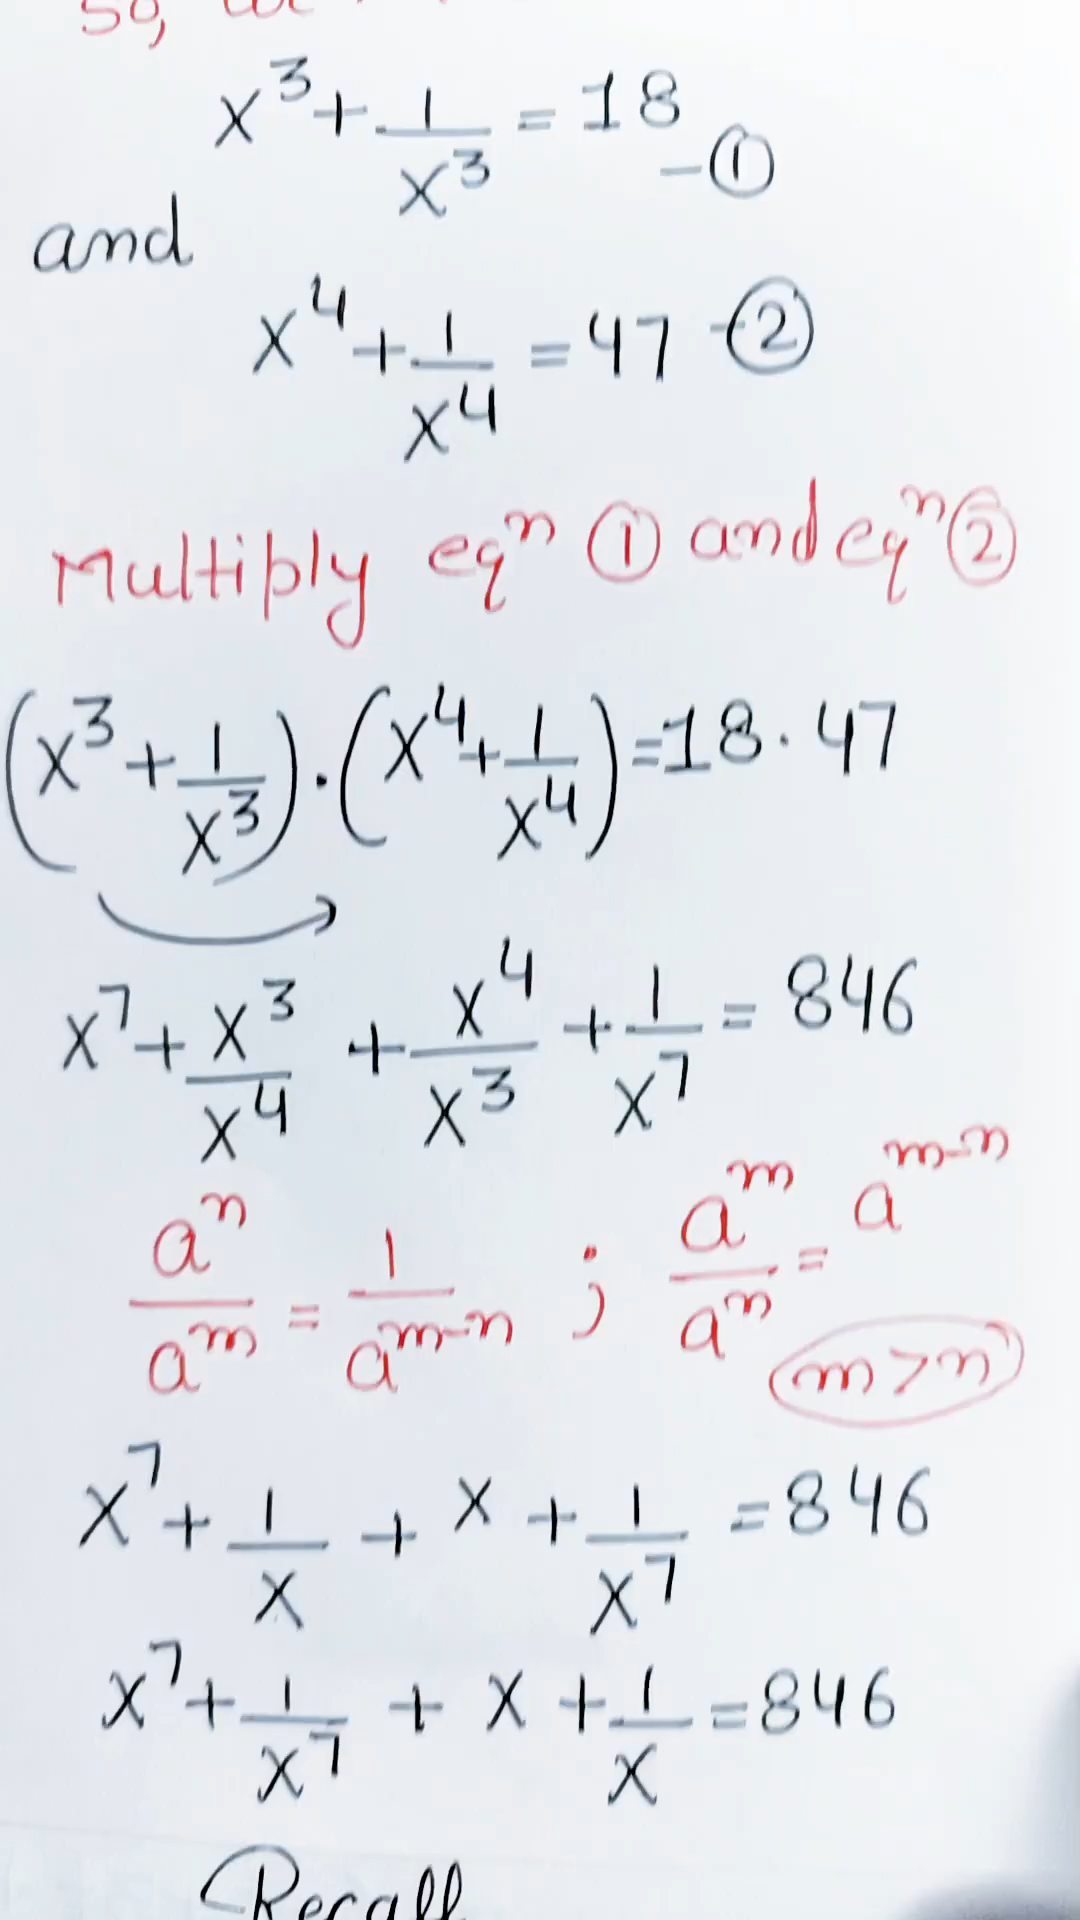 So,
x³ + 1/x³ = 18 - ①
and
x⁴ + 1/x⁴ = 47 - ②
Multiply eqⁿ ① and eqⁿ ②
(x³ + 1/x³) · (x⁴ + 1/x⁴) = 18 · 47
x⁷ + x³/x⁴ + x⁴/x³ + 1/x⁷ = 846
aⁿ/aᵐ = 1/aᵐ⁻ⁿ ; aᵐ/aⁿ = aᵐ⁻ⁿ
m > n
x⁷ + 1/x + x + 1/x⁷ = 846
x⁷ + 1/x⁷ + x + 1/x = 846
Recall